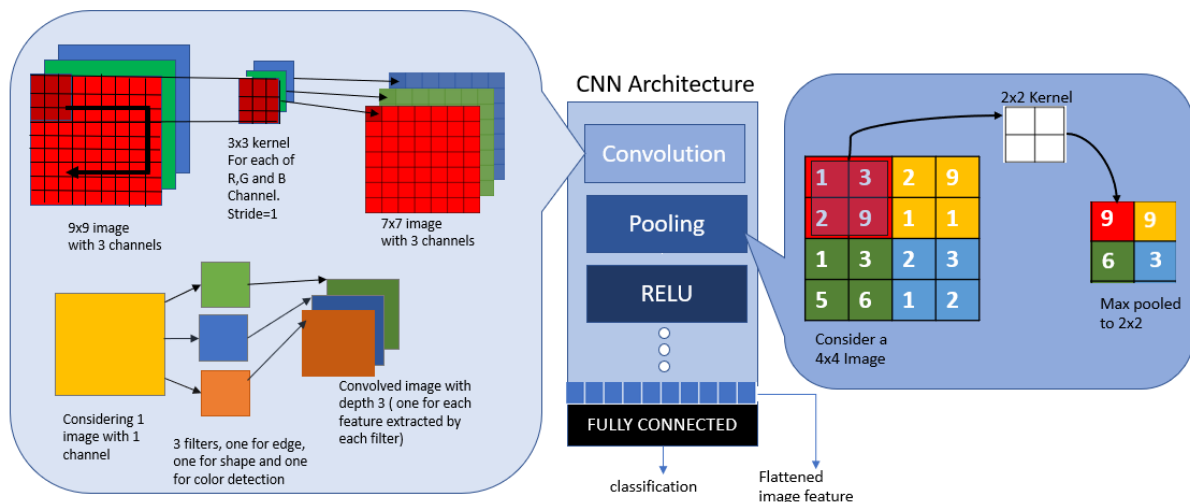 9x9 image
with 3 channels
3x3 kernel
For each of
R,G and B
Channel.
Stride=1
7x7 image
with 3 channels
Considering 1
image with 1
channel
3 filters, one for edge,
one for shape and one
for color detection
Convolved image with
depth 3 ( one for each
feature extracted by
each filter)
CNN Architecture
Convolution
Pooling
RELU
FULLY CONNECTED
classification
Flattened
image feature
2x2 Kernel
1 3 2 9
2 9 1 1
1 3 2 3
5 6 1 2
Consider a
4x4 Image
9 9
6 3
Max pooled
to 2x2